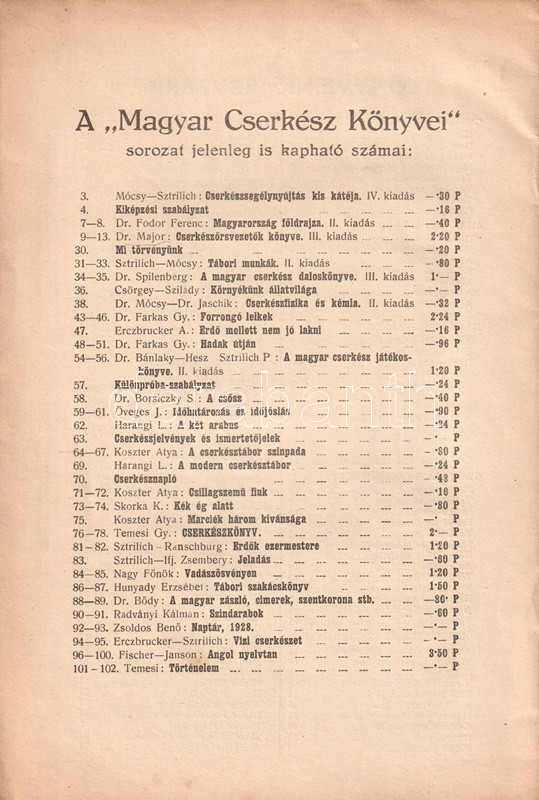 A „Magyar Cserkész Könyvei"
sorozat jelenleg is kapható számai:
3. Mócsy—Sztrilich: Cserkészsegélynyújtás kis kátéja. IV. kiadás —·30 P
4. Kiképzési szabályzat —·16 P
7—8. Dr. Fodor Ferenc: Magyarország földrajza. II. kiadás —·40 P
9—13. Dr. Major: Cserkészörsvezetők könyve. III. kiadás 2·20 P
30. Mi törvényünk —·20 P
31—33. Sztrilich—Mócsy: Tábori munkák. II. kiadás —·80 P
34—35. Dr. Spilenberg: A magyar cserkész daloskönyve. III. kiadás 1·— P
36. Csörgey—Szilády: Környékünk állatvilága —·— P
38. Dr. Mócsy—Dr. Jaschik: Cserkészfizika és kémia. II. kiadás —·32 P
43—46. Dr. Farkas Gy.: Forrongó lelkek 2·24 P
47. Erczbrucker A.: Erdő mellett nem jó lakni —·16 P
48—51. Dr. Farkas Gy.: Hadak útján —·96 P
54—56. Dr. Bánlaky—Hesz Sztrilich P: A magyar cserkész játékos-
könyve. II. kiadás 1·20 P
57. Különpróba-szabályzat —·24 P
58. Dr. Borsiczky S.: A csősz —·40 P
59—61. Öveges J.: Időhatározás és időjóslás —·90 P
62. Harangi L.: A két arabus —·24 P
63. Cserkészjelvények és ismertetőjelek —·— P
64—67. Koszter Atya: A cserkésztábor színpada —·80 P
69. Harangi L.: A modern cserkésztábor —·24 P
70. Cserkésznapló —·48 P
71—72. Koszter Atya: Csillagszemű fiuk —·16 P
73—74. Skorka K.: Kék ég alatt —·80 P
75. Koszter Atya: Marciék három kivánsága —·— P
76—78. Temesi Gy.: CSERKÉSZKÖNYV. 2·— P
81—82. Sztrilich—Ranschburg: Erdők ezermestere 1·20 P
83. Sztrilich—Ifj. Zsembery: Jeladás —·60 P
84—85. Nagy Főnök: Vadászösvényen 1·20 P
86—87. Hunyady Erzsébet: Tábori szakácskönyv 1·50 P
88—89. Dr. Bődy: A magyar zászló, cimerek, szentkorona stb. —80· P
90—91. Radványi Kálmán: Szindarabok —·60 P
92—93. Zsoldos Benő: Naptár, 1928. —·— P
94—95. Erczbrucker—Sztrilich: Vizi cserkészet —·— P
96—100. Fischer—Janson: Angol nyelvtan 3·50 P
101—102. Temesi: Történelem —·— P